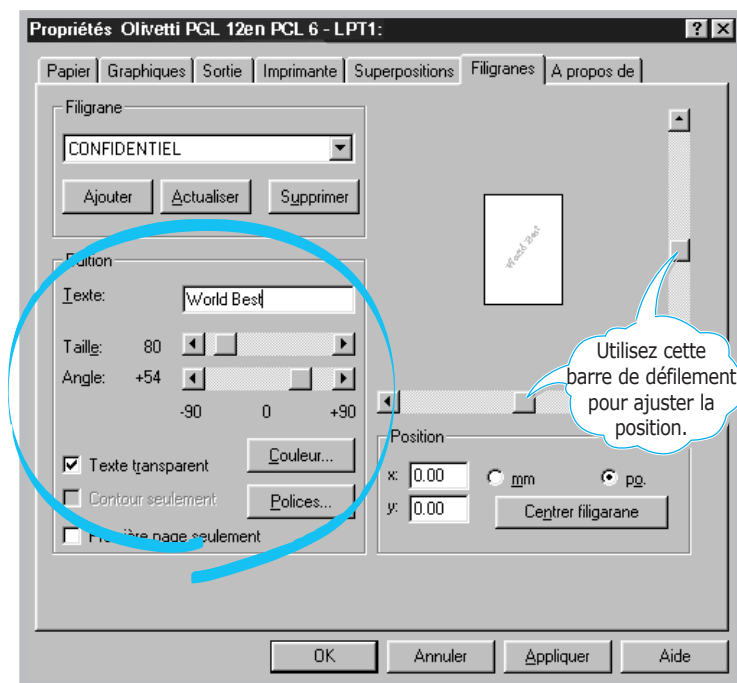 Propriétés Olivetti PGL 12en PCL 6 - LPT1:
Papier Graphiques Sortie Imprimante Superpositions Filigranes A propos de
Filigrane
CONFIDENTIEL
Ajouter Actualiser Supprimer
World Best
Edition
Texte: World Best
Taille: 80
Angle: +54
-90 0 +90
Utilisez cette
barre de défilement
pour ajuster la
position.
Texte transparent
Couleur...
Contour seulement
Polices...
Première page seulement
Position
x: 0.00 mm po.
y: 0.00 Centrer filigarane
OK Annuler Appliquer Aide